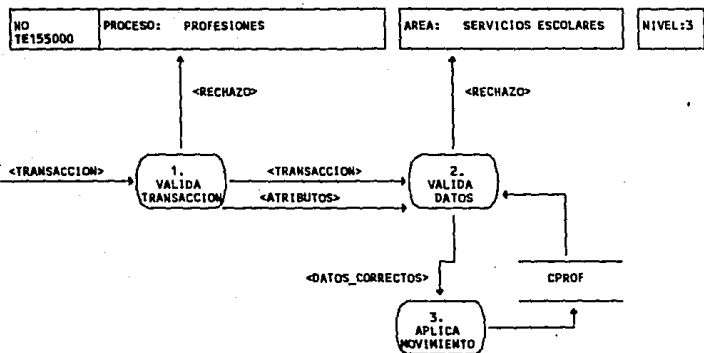 NO
TE155000
PROCESO: PROFESIONES
AREA: SERVICIOS ESCOLARES
NIVEL:3
<RECHAZO>
<RECHAZO>
<TRANSACCION>
1.
VALIDA
TRANSACCION
<TRANSACCION>
<ATRIBUTOS>
2.
VALIDA
DATOS
<DATOS_CORRECTOS>
CPROF
3.
APLICA
MOVIMIENTO